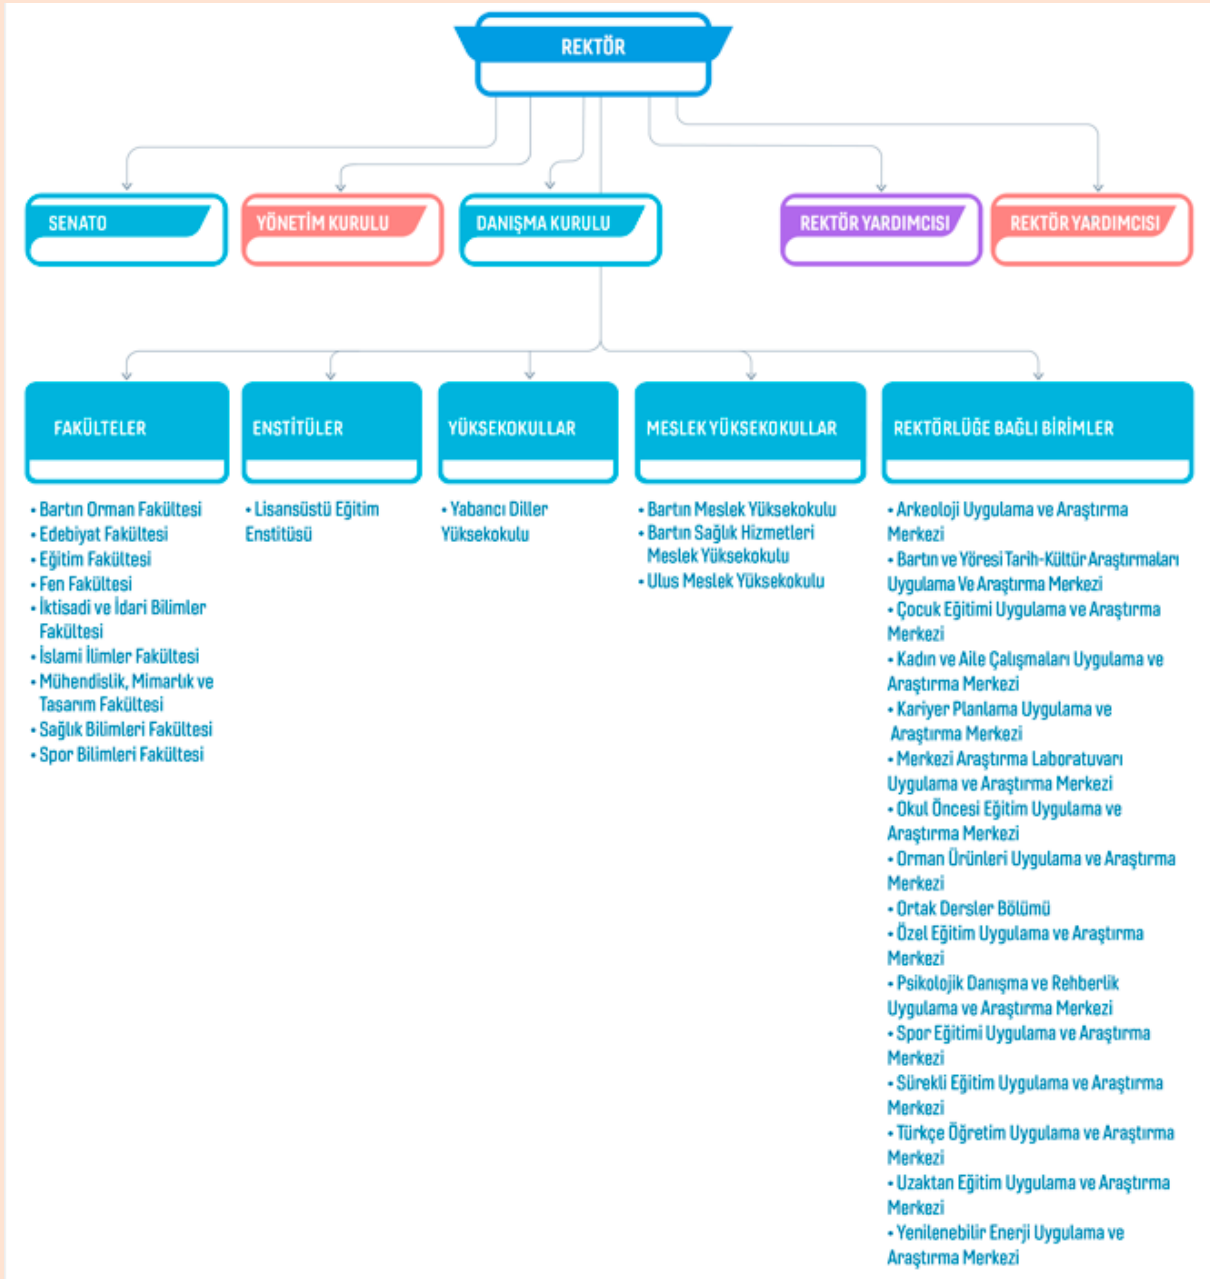 REKTÖR
SENATO
YÖNETİM KURULU
DANIŞMA KURULU
REKTÖR YARDIMCISI
REKTÖR YARDIMCISI
FAKÜLTELER
• Bartın Orman Fakültesi
• Edebiyat Fakültesi
• Eğitim Fakültesi
• Fen Fakültesi
• İktisadi ve İdari Bilimler
Fakültesi
• İslami İlimler Fakültesi
• Mühendislik, Mimarlık ve
Tasarım Fakültesi
• Sağlık Bilimleri Fakültesi
• Spor Bilimleri Fakültesi
ENSTİTÜLER
• Lisansüstü Eğitim
Enstitüsü
YÜKSEKOKULLAR
• Yabancı Diller
Yüksekokulu
MESLEK YÜKSEKOKULLAR
• Bartın Meslek Yüksekokulu
• Bartın Sağlık Hizmetleri
Meslek Yüksekokulu
• Ulus Meslek Yüksekokulu
REKTÖRLÜĞE BAĞLI BİRİMLER
• Arkeoloji Uygulama ve Araştırma
Merkezi
• Bartın ve Yöresi Tarih-Kültür Araştırmaları
Uygulama Ve Araştırma Merkezi
• Çocuk Eğitimi Uygulama ve Araştırma
Merkezi
• Kadın ve Aile Çalışmaları Uygulama ve
Araştırma Merkezi
• Kariyer Planlama Uygulama ve
Araştırma Merkezi
• Merkezi Araştırma Laboratuvarı
Uygulama ve Araştırma Merkezi
• Okul Öncesi Eğitim Uygulama ve
Araştırma Merkezi
• Orman Ürünleri Uygulama ve Araştırma
Merkezi
• Ortak Dersler Bölümü
• Özel Eğitim Uygulama ve Araştırma
Merkezi
• Psikolojik Danışma ve Rehberlik
Uygulama ve Araştırma Merkezi
• Spor Eğitimi Uygulama ve Araştırma
Merkezi
• Sürekli Eğitim Uygulama ve Araştırma
Merkezi
• Türkçe Öğretim Uygulama ve Araştırma
Merkezi
• Uzaktan Eğitim Uygulama ve Araştırma
Merkezi
• Yenilenebilir Enerji Uygulama ve
Araştırma Merkezi